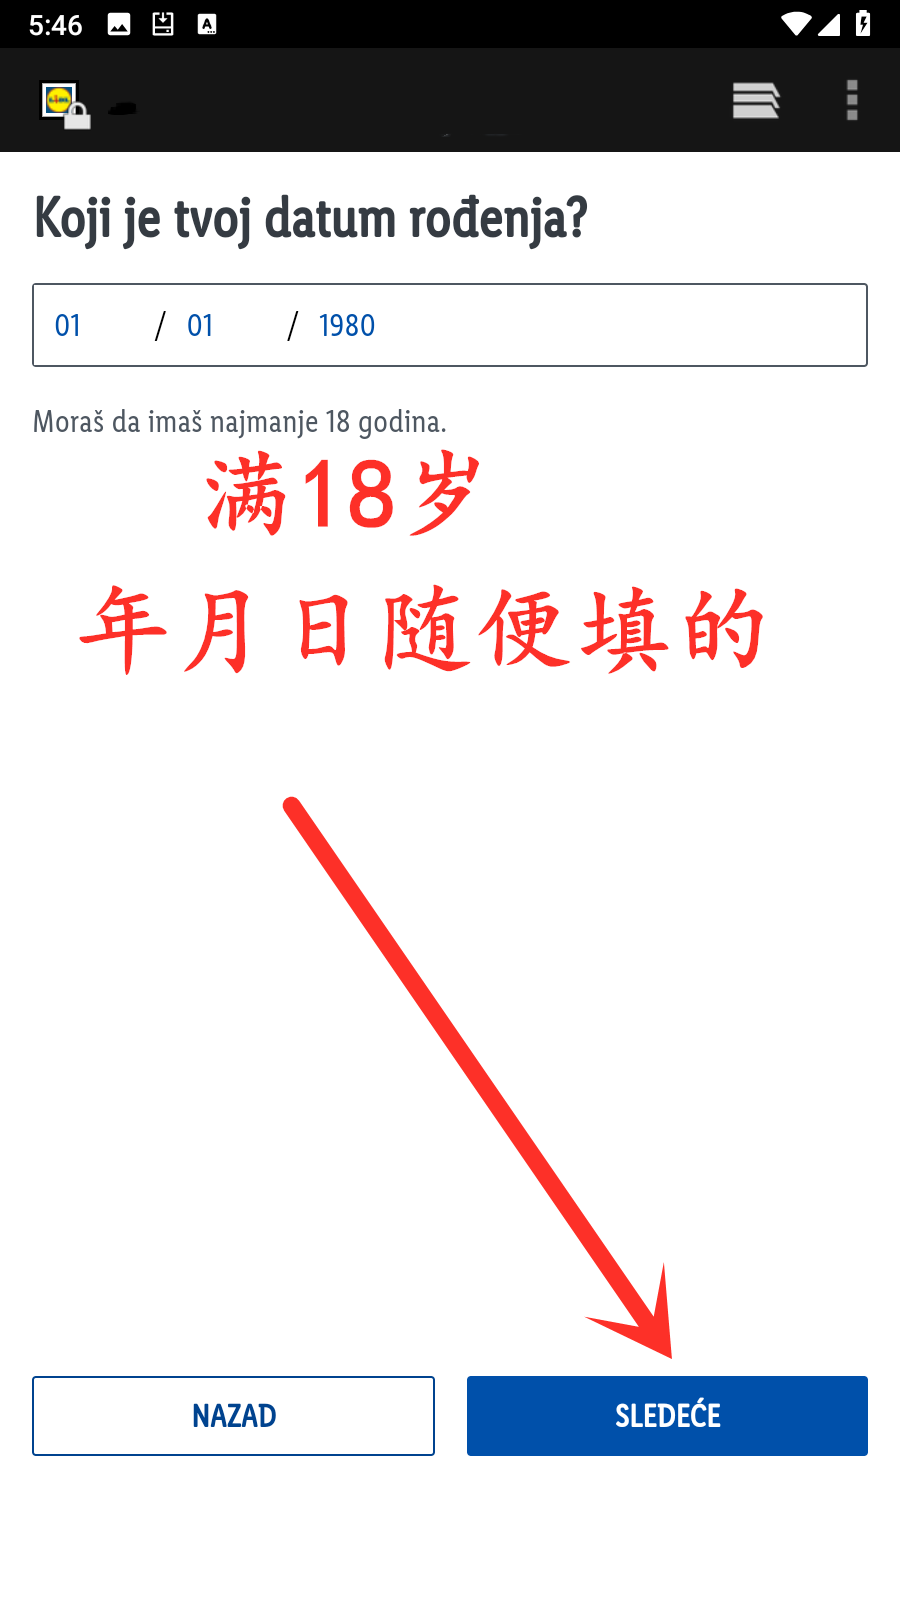 5:46
Koji je tvoj datum rođenja?
01 / 01 / 1980
Moraš da imaš najmanje 18 godina.
满18岁
年月日随便填的
NAZAD
SLEDEĆE